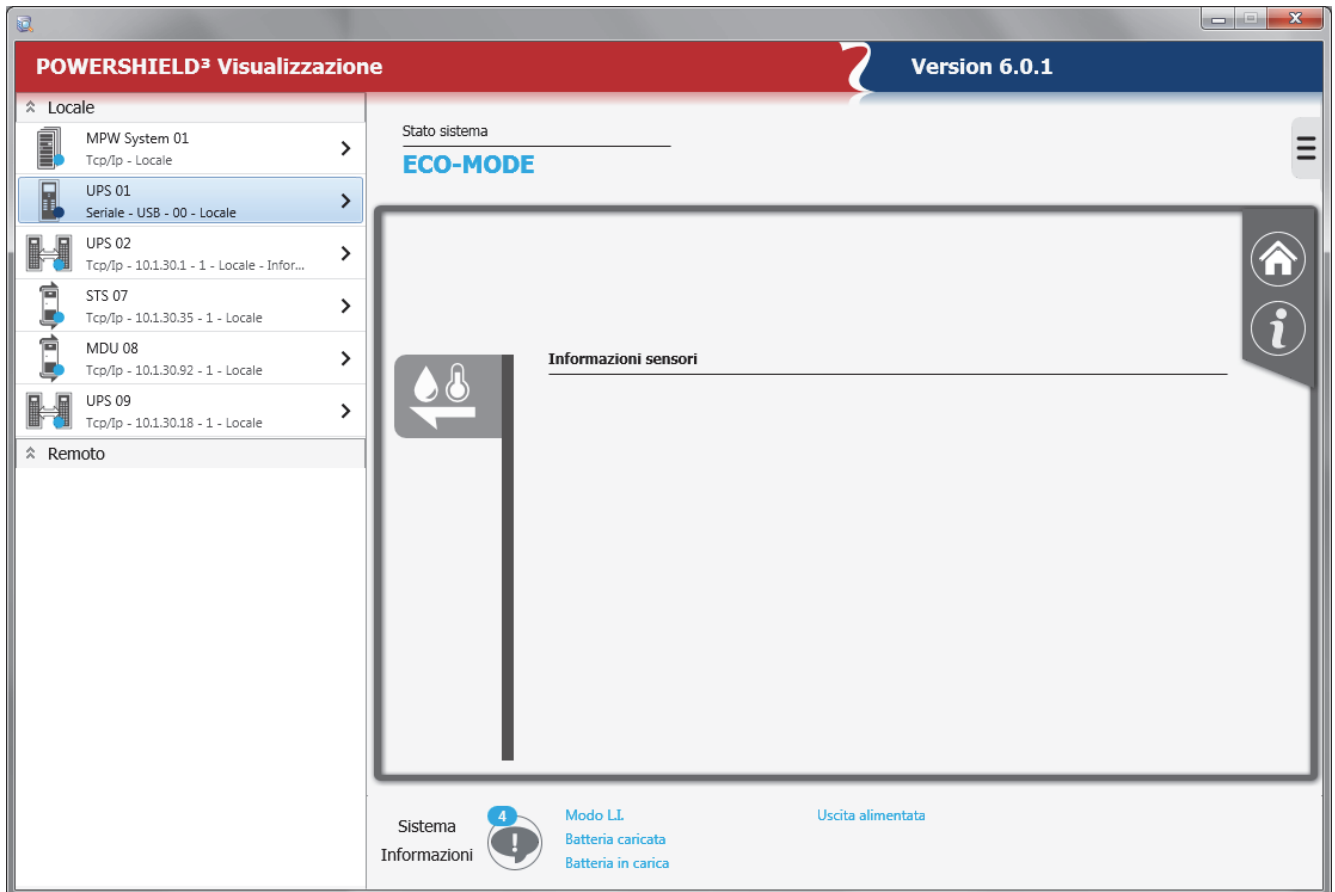 POWERSHIELD³ Visualizzazione
Version 6.0.1
Locale
MPW System 01
Tcp/Ip - Locale
UPS 01
Seriale - USB - 00 - Locale
UPS 02
Tcp/Ip - 10.1.30.1 - 1 - Locale - Infor...
STS 07
Tcp/Ip - 10.1.30.35 - 1 - Locale
MDU 08
Tcp/Ip - 10.1.30.92 - 1 - Locale
UPS 09
Tcp/Ip - 10.1.30.18 - 1 - Locale
Remoto
Stato sistema
ECO-MODE
Informazioni sensori
Sistema
Informazioni
4
Modo L.I.
Batteria caricata
Batteria in carica
Uscita alimentata